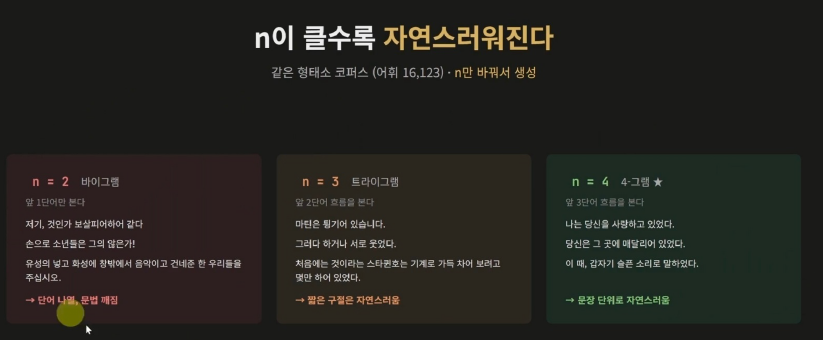 n이 클수록 자연스러워진다
같은 형태소 코퍼스 (어휘 16,123) · n만 바꿔서 생성
n = 2 바이그램
앞 1단어만 본다
저기, 것인가 보살피어하어 같다
손으로 소년들은 그의 않은가!
유성의 넣고 화성에 창밖에서 음악이고 건네준 한 우리들을
주십시오.
→ 단어 나열, 문법 깨짐
n = 3 트라이그램
앞 2단어 흐름을 본다
마틴은 튕기어 있습니다.
그러다 하거나 서로 웃었다.
처음에는 것이라는 스타퀸호는 기계로 가득 차어 보려고
몇만 하어 있었다.
→ 짧은 구절은 자연스러움
n = 4 4-그램 ★
앞 3단어 흐름을 본다
나는 당신을 사랑하고 있었다.
당신은 그 곳에 매달리어 있었다.
이 때, 갑자기 슬픈 소리로 말하었다.
→ 문장 단위로 자연스러움